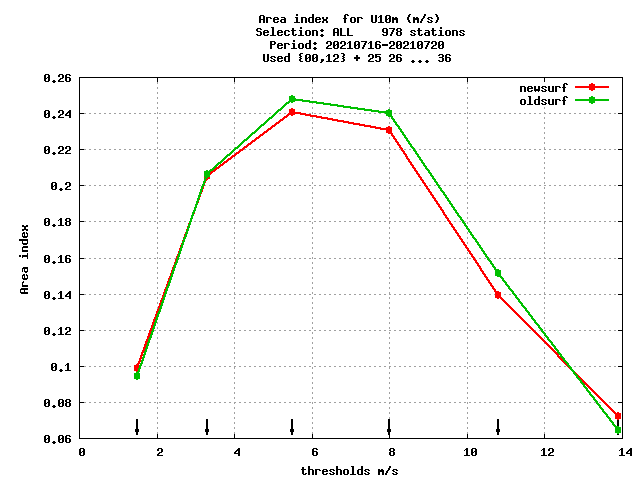 Area index  for U10m (m/s)
Selection: ALL    978 stations
Period: 20210716-20210720
Used {00,12} + 25 26 ... 36
newsurf
oldsurf
0.26
0.24
0.22
0.2
0.18
0.16
0.14
0.12
0.1
0.08
0.06
Area index
0 2 4 6 8 10 12 14
thresholds m/s